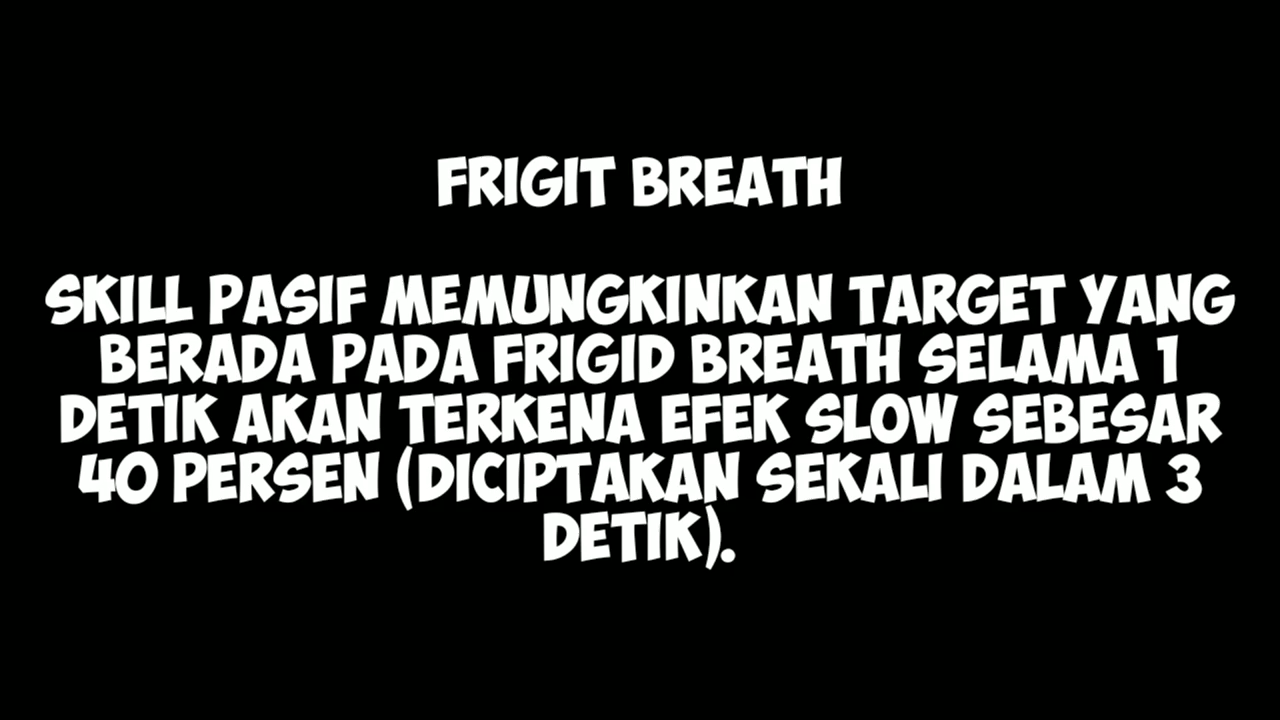 FRIGIT BREATH
SKILL PASIF MEMUNGKINKAN TARGET YANG
BERADA PADA FRIGID BREATH SELAMA 1
DETIK AKAN TERKENA EFEK SLOW SEBESAR
40 PERSEN (DICIPTAKAN SEKALI DALAM 3
DETIK).